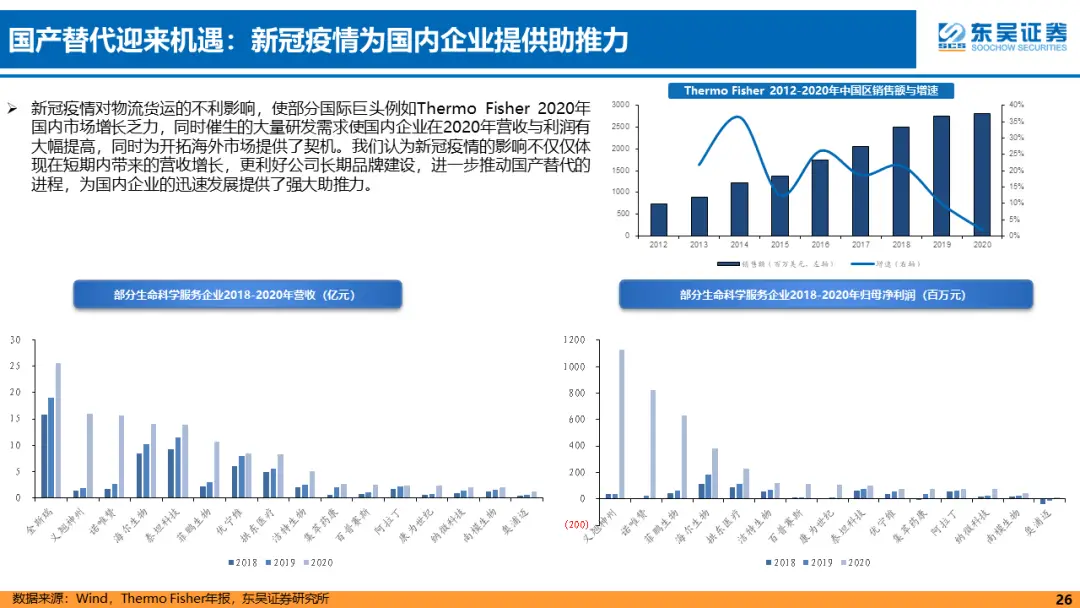 国产替代迎来机遇：新冠疫情为国内企业提供助推力
东吴证券
SCS
SOOCHOW SECURITIES
➢ 新冠疫情对物流货运的不利影响，使部分国际巨头例如Thermo Fisher 2020年
国内市场增长乏力，同时催生的大量研发需求使国内企业在2020年营收与利润有
大幅提高，同时为开拓海外市场提供了契机。我们认为新冠疫情的影响不仅仅体
现在短期内带来的营收增长，更利好公司长期品牌建设，进一步推动国产替代的
进程，为国内企业的迅速发展提供了强大助推力。
Thermo Fisher 2012-2020年中国区销售额与增速
3000
2500
2000
1500
1000
500
0
40%
35%
30%
25%
20%
15%
10%
5%
0%
2012 2013 2014 2015 2016 2017 2018 2019 2020
销售额（百万美元，左轴） 增速（右轴）
部分生命科学服务企业2018-2020年营收（亿元）
30
25
20
15
10
5
0
金斯瑞 义翘神州 诺唯赞 海尔生物 泰坦科技 菲鹏生物 优宁维 拱东医疗 洁特生物 集萃药康 百普赛斯 阿拉丁 康为世纪 纳微科技 南模生物 奥浦迈
2018 2019 2020
部分生命科学服务企业2018-2020年归母净利润（百万元）
1200
1000
800
600
400
200
0
(200)
义翘神州 诺唯赞 菲鹏生物 海尔生物 拱东医疗 洁特生物 百普赛斯 康为世纪 泰坦科技 优宁维 集萃药康 阿拉丁 纳微科技 南模生物 奥浦迈
2018 2019 2020
数据来源：Wind，Thermo Fisher年报，东吴证券研究所
26